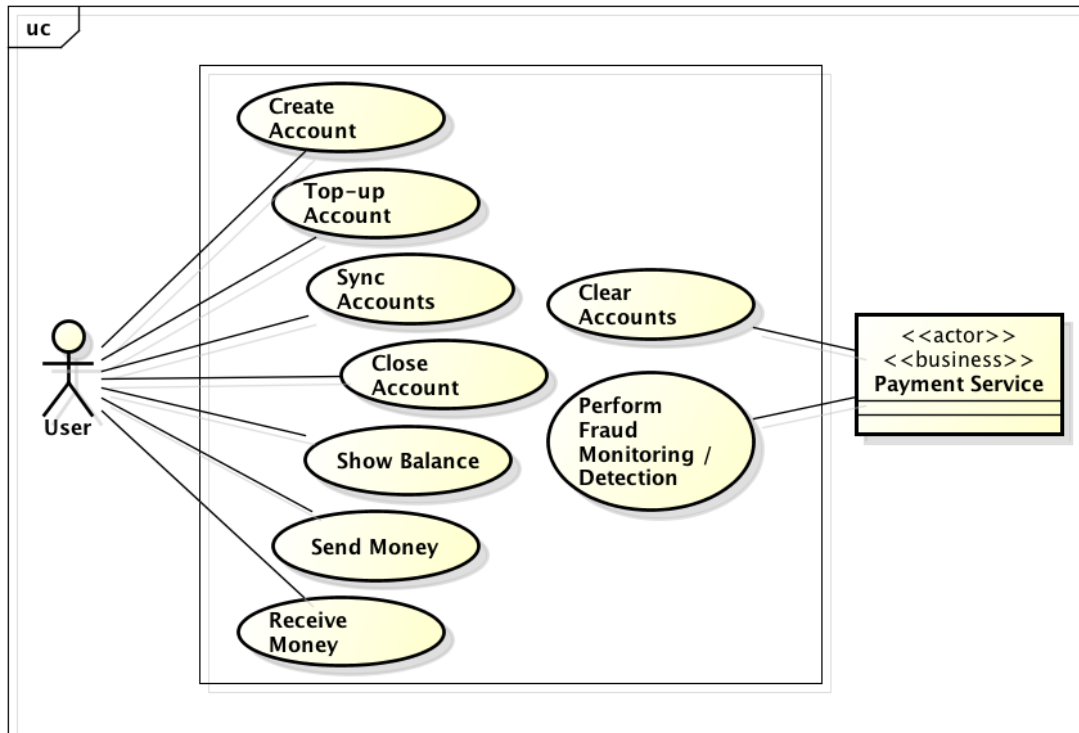 uc
Create
Account
Top-up
Account
Sync
Accounts
Close
Account
Show Balance
Send Money
Receive
Money
User
Clear
Accounts
Perform
Fraud
Monitoring /
Detection
<<actor>>
<<business>>
Payment Service